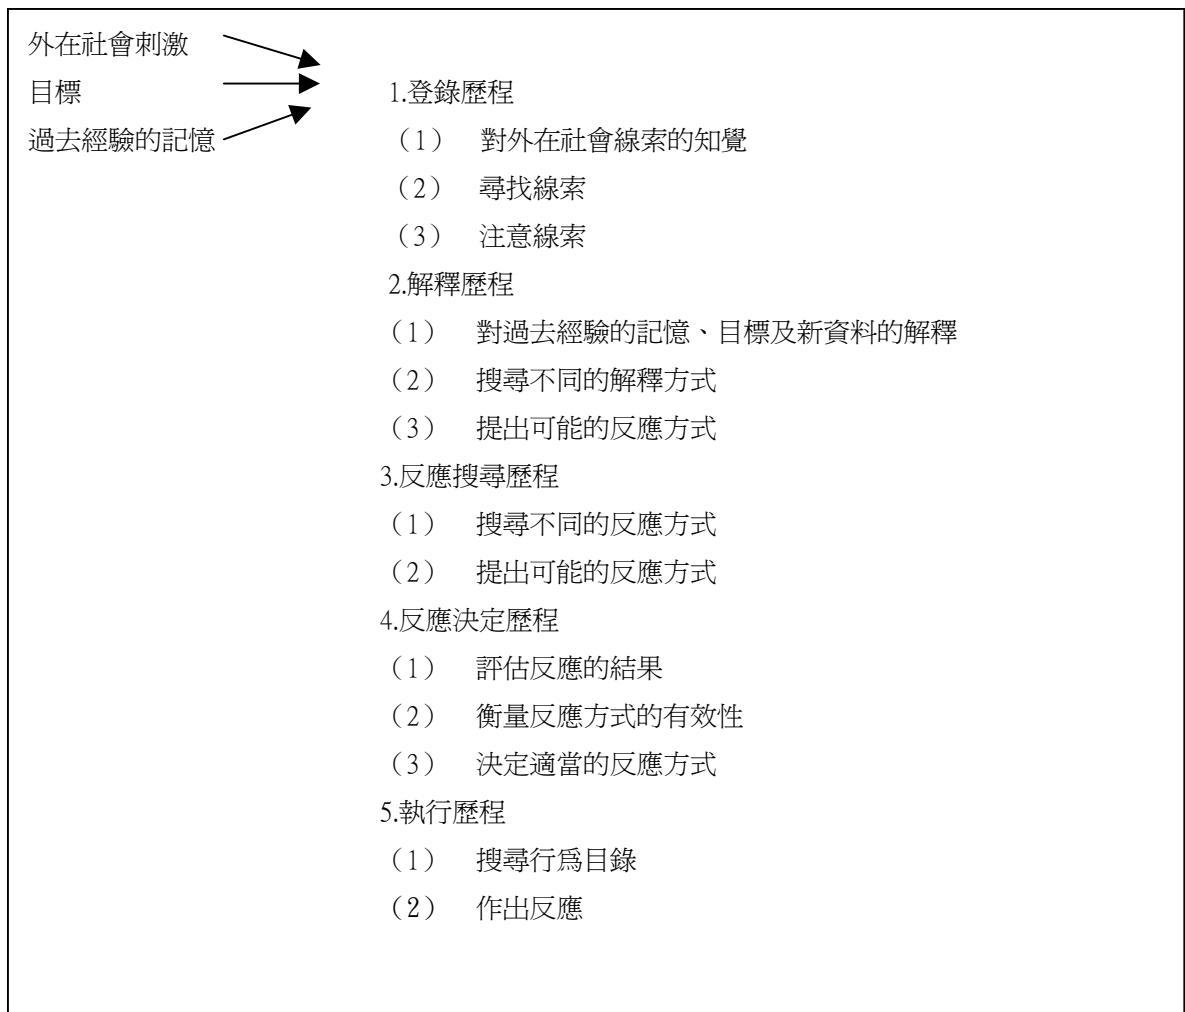 外在社會刺激
目標
過去經驗的記憶
1.登錄歷程
（1） 對外在社會線索的知覺
（2） 尋找線索
（3） 注意線索
2.解釋歷程
（1） 對過去經驗的記憶、目標及新資料的解釋
（2） 搜尋不同的解釋方式
（3） 提出可能的反應方式
3.反應搜尋歷程
（1） 搜尋不同的反應方式
（2） 提出可能的反應方式
4.反應決定歷程
（1） 評估反應的結果
（2） 衡量反應方式的有效性
（3） 決定適當的反應方式
5.執行歷程
（1） 搜尋行為目錄
（2） 作出反應